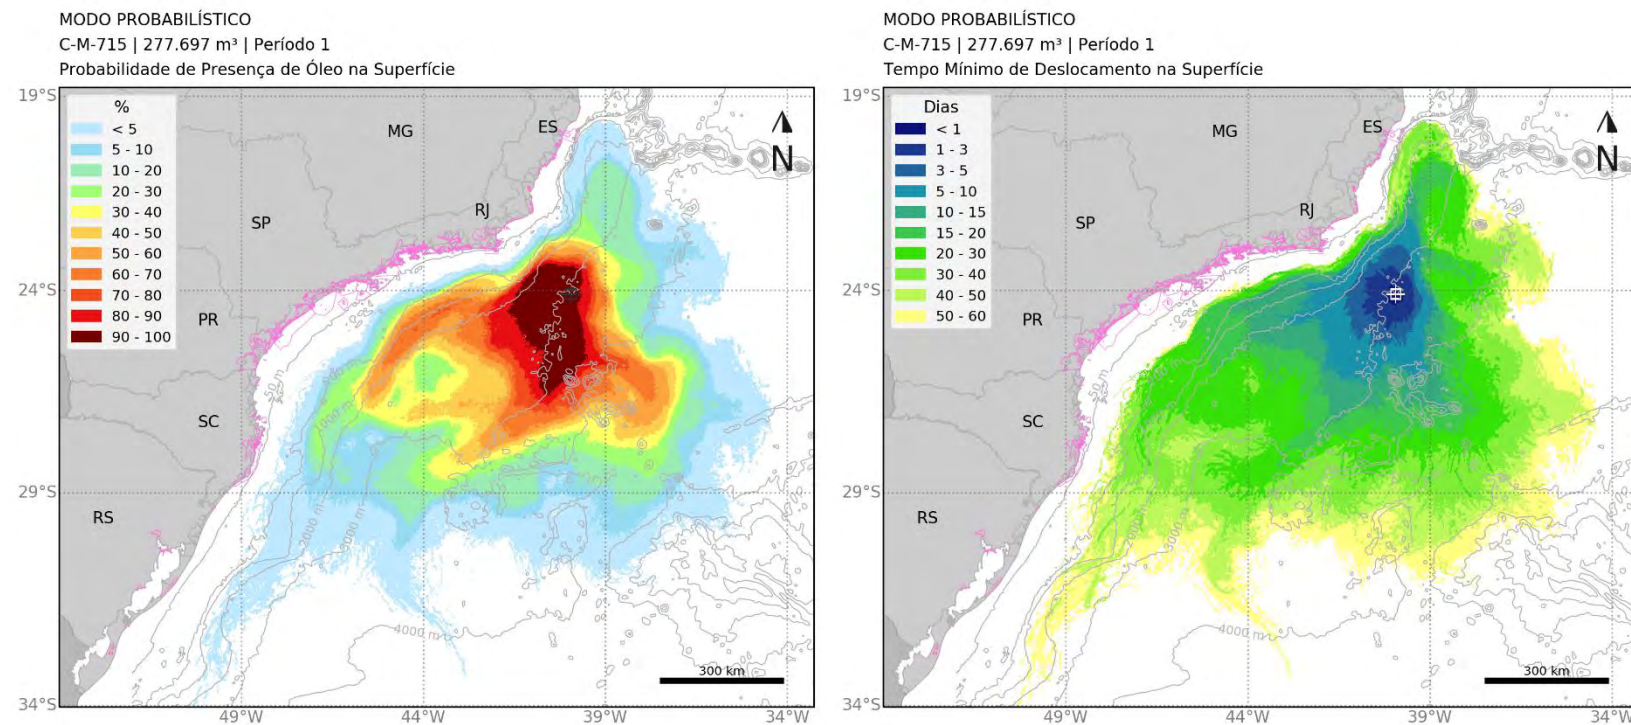 MODO PROBABILÍSTICO
C-M-715 | 277.697 m³ | Período 1
Probabilidade de Presença de Óleo na Superfície
19°S
24°S
29°S
34°S
%
< 5
5 - 10
10 - 20
20 - 30
30 - 40
40 - 50
50 - 60
60 - 70
70 - 80
80 - 90
90 - 100
MG
ES
N
SP
RJ
PR
SC
RS
50 m
1000 m
4000 m
300 km
49°W
44°W
39°W
34°W
MODO PROBABILÍSTICO
C-M-715 | 277.697 m³ | Período 1
Tempo Mínimo de Deslocamento na Superfície
19°S
24°S
29°S
34°S
Dias
< 1
1 - 3
3 - 5
5 - 10
10 - 15
15 - 20
20 - 30
30 - 40
40 - 50
50 - 60
MG
ES
N
SP
RJ
PR
SC
RS
50 m
4000 m
300 km
49°W
44°W
39°W
34°W